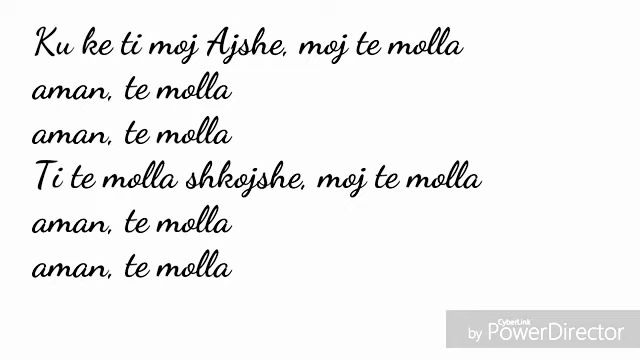 Ku ke ti moj Ajshe, moj te molla
aman, te molla
aman, te molla
Ti te molla shkojshe, moj te molla
aman, te molla
aman, te molla
CyberLink
by PowerDirector